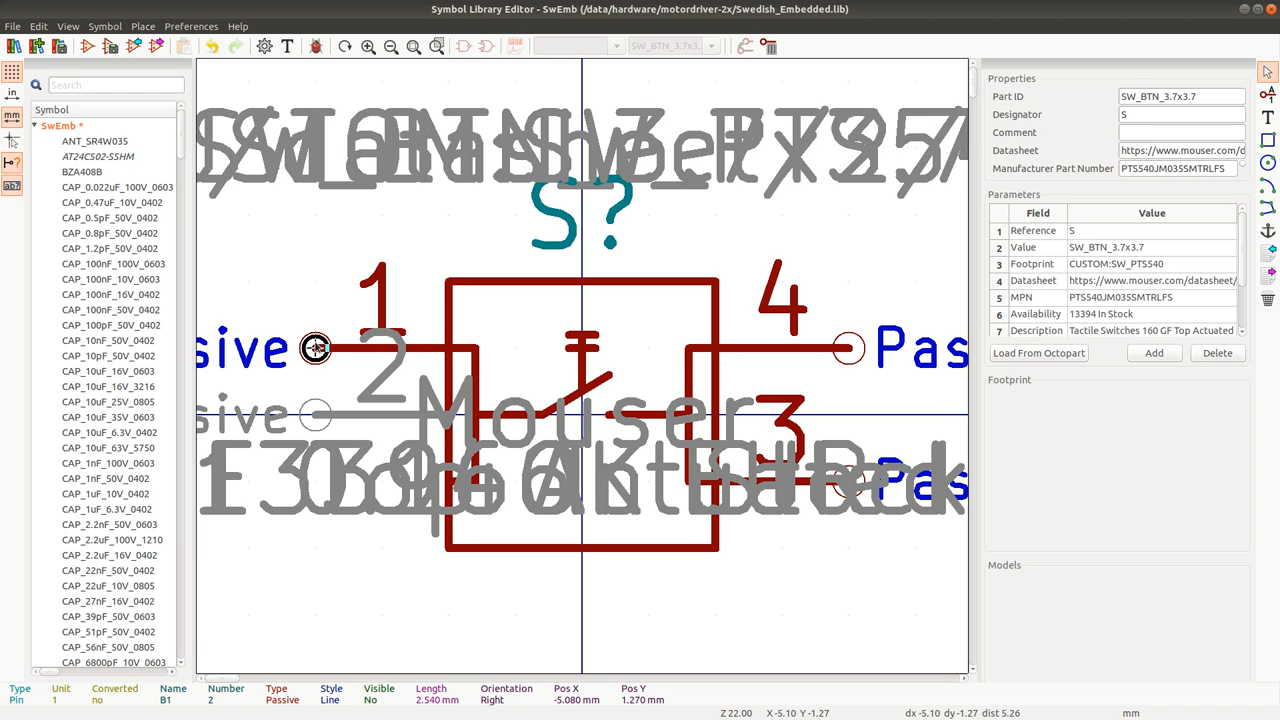 Symbol Library Editor - SwEmb (/data/hardware/motordriver-2x/Swedish_Embedded.lib)
File Edit View Symbol Place Preferences Help
SW_BTN_3.7x3.
Search
Symbol
SwEmb *
ANT_SR4W035
AT24CS02-SSHM
BZA408B
CAP_0.022uF_100V_0603
CAP_0.47uF_10V_0402
CAP_0.5pF_50V_0402
CAP_0.8pF_50V_0402
CAP_1.2pF_50V_0402
CAP_100nF_100V_0603
CAP_100nF_10V_0603
CAP_100nF_16V_0402
CAP_100nF_50V_0402
CAP_100pF_50V_0402
CAP_10nF_50V_0402
CAP_10pF_50V_0402
CAP_10uF_16V_0603
CAP_10uF_16V_3216
CAP_10uF_25V_0805
CAP_10uF_35V_0603
CAP_10uF_6.3V_0402
CAP_10uF_63V_5750
CAP_1nF_100V_0603
CAP_1nF_50V_0402
CAP_1uF_10V_0402
CAP_1uF_6.3V_0402
CAP_2.2nF_50V_0603
CAP_2.2uF_100V_1210
CAP_2.2uF_16V_0402
CAP_22nF_50V_0402
CAP_22uF_10V_0805
CAP_27nF_16V_0402
CAP_39pF_50V_0603
CAP_51pF_50V_0402
CAP_56nF_50V_0805
CAP_6800pF_10V_0603
in
mm
S?
1
4
sive
Pas
2
sive
Mouser
3
Pas
Properties
Part ID SW_BTN_3.7x3.7
Designator S
Comment
Datasheet https://www.mouser.com/d
Manufacturer Part Number PTS540JM035SMTRLFS
Parameters
Field Value
1 Reference S
2 Value SW_BTN_3.7x3.7
3 Footprint CUSTOM:SW_PTS540
4 Datasheet https://www.mouser.com/datasheet/
5 MPN PTS540JM035SMTRLFS
6 Availability 13394 In Stock
7 Description Tactile Switches 160 GF Top Actuated
Load From Octopart Add Delete
Footprint
Models
Type Unit Converted Name Number Type Style Visible Length Orientation Pos X Pos Y
Pin 1 no B1 2 Passive Line No 2.540 mm Right -5.080 mm 1.270 mm
Z 22.00 X -5.10 Y -1.27 dx -5.10 dy -1.27 dist 5.26 mm